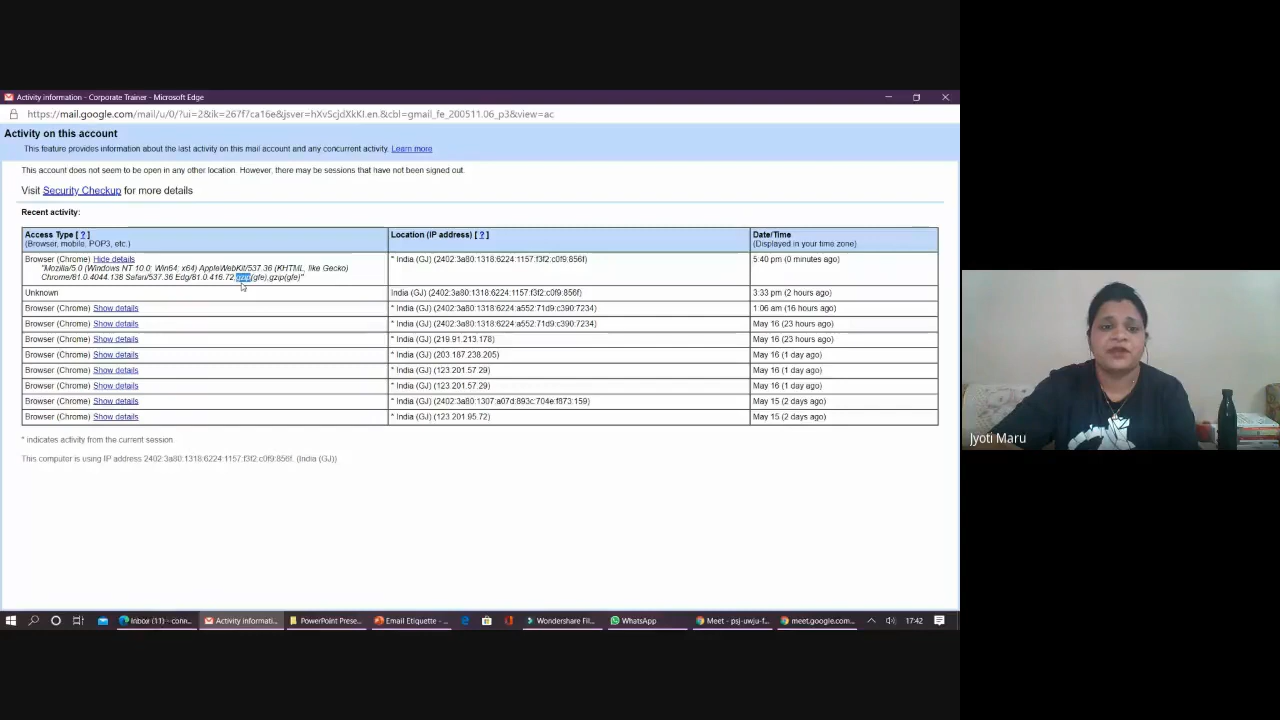 Activity information - Corporate Trainer - Microsoft Edge
https://mail.google.com/mail/u/0/?ui=2&ik=267f7ca16e&jsver=hXvScjdXkKI.en.&cbl=gmail_fe_200511.06_p3&view=ac
Activity on this account
This feature provides information about the last activity on this mail account and any concurrent activity. Learn more
This account does not seem to be open in any other location. However, there may be sessions that have not been signed out.
Visit Security Checkup for more details
Recent activity:
Access Type [ ? ] Location (IP address) [ ? ] Date/Time
(Browser, mobile, POP3, etc.) (Displayed in your time zone)
Browser (Chrome) Hide details * India (GJ) (2402:3a80:1318:6224:1157:f3f2:c0f9:856f) 5:40 pm (0 minutes ago)
"Mozilla/5.0 (Windows NT 10.0; Win64; x64) AppleWebKit/537.36 (KHTML, like Gecko)
Chrome/81.0.4044.138 Safari/537.36 Edg/81.0.416.72,gzip(gfe),gzip(gfe)"
Unknown India (GJ) (2402:3a80:1318:6224:1157:f3f2:c0f9:856f) 3:33 pm (2 hours ago)
Browser (Chrome) Show details * India (GJ) (2402:3a80:1318:6224:a552:71d9:c390:7234) 1:06 am (16 hours ago)
Browser (Chrome) Show details * India (GJ) (2402:3a80:1318:6224:a552:71d9:c390:7234) May 16 (23 hours ago)
Browser (Chrome) Show details * India (GJ) (219.91.213.178) May 16 (23 hours ago)
Browser (Chrome) Show details * India (GJ) (203.187.238.205) May 16 (1 day ago)
Browser (Chrome) Show details * India (GJ) (123.201.57.29) May 16 (1 day ago)
Browser (Chrome) Show details * India (GJ) (123.201.57.29) May 16 (1 day ago)
Browser (Chrome) Show details * India (GJ) (2402:3a80:1307:a07d:893c:704e:f873:159) May 15 (2 days ago)
Browser (Chrome) Show details * India (GJ) (123.201.95.72) May 15 (2 days ago)
* indicates activity from the current session.
This computer is using IP address 2402:3a80:1318:6224:1157:f3f2:c0f9:856f. (India (GJ))
Jyoti Maru
Inbox (11) - conn...
Activity informati...
PowerPoint Prese...
Email Etiquette - ...
Wondershare Fil...
WhatsApp
Meet - psj-uwju-f...
meet.google.com...
17:42